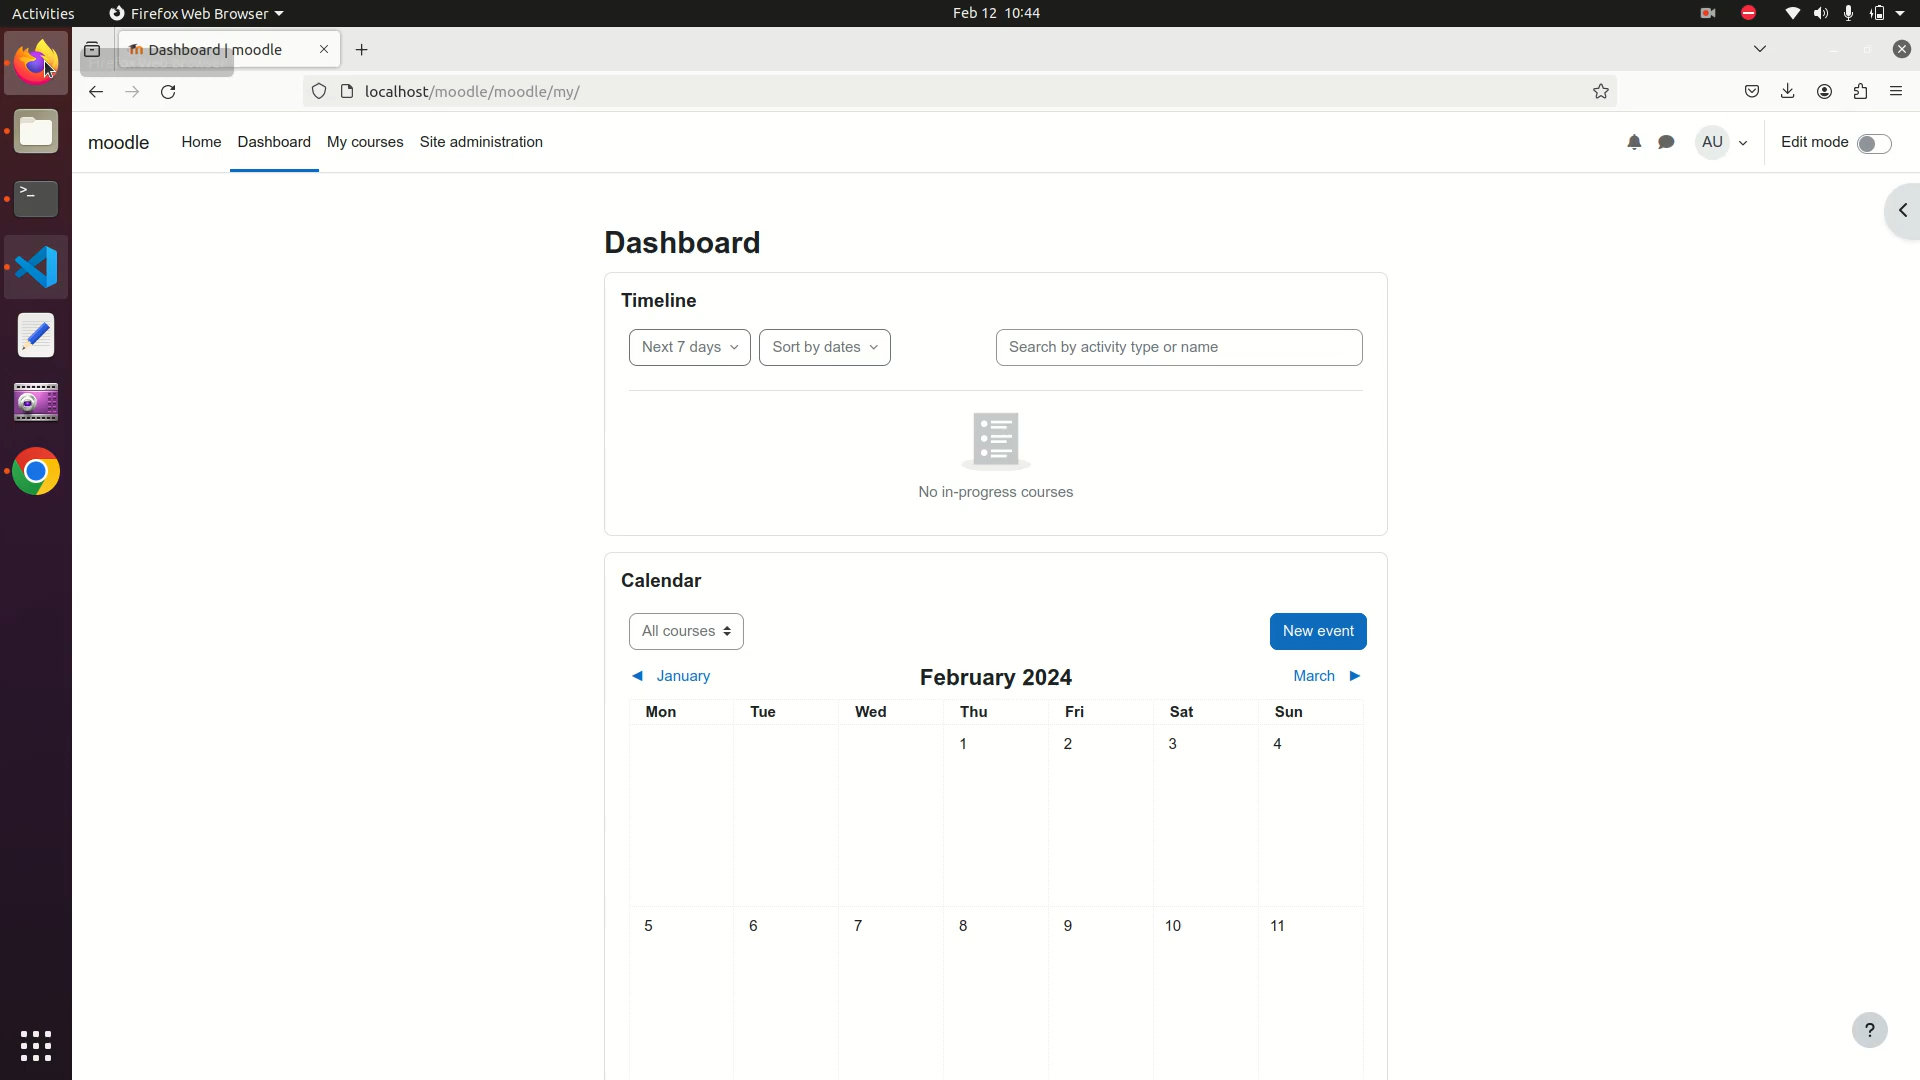 Activities Firefox Web Browser Feb 12 10:44
Dashboard | moodle
localhost/moodle/moodle/my/
moodle Home Dashboard My courses Site administration AU Edit mode
Dashboard
Timeline
Next 7 days Sort by dates Search by activity type or name
No in-progress courses
Calendar
All courses New event
January February 2024 March
Mon Tue Wed Thu Fri Sat Sun
1 2 3 4
5 6 7 8 9 10 11
?